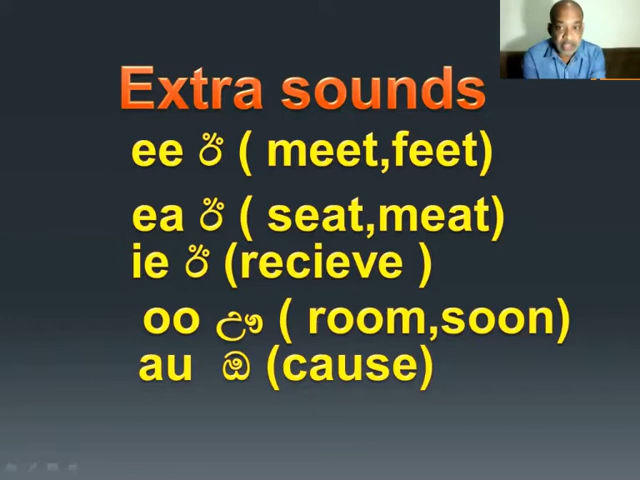 Extra sounds
ee ඊ ( meet,feet)
ea ඊ ( seat,meat)
ie ඊ (recieve )
oo ඌ ( room,soon)
au ඔ (cause)